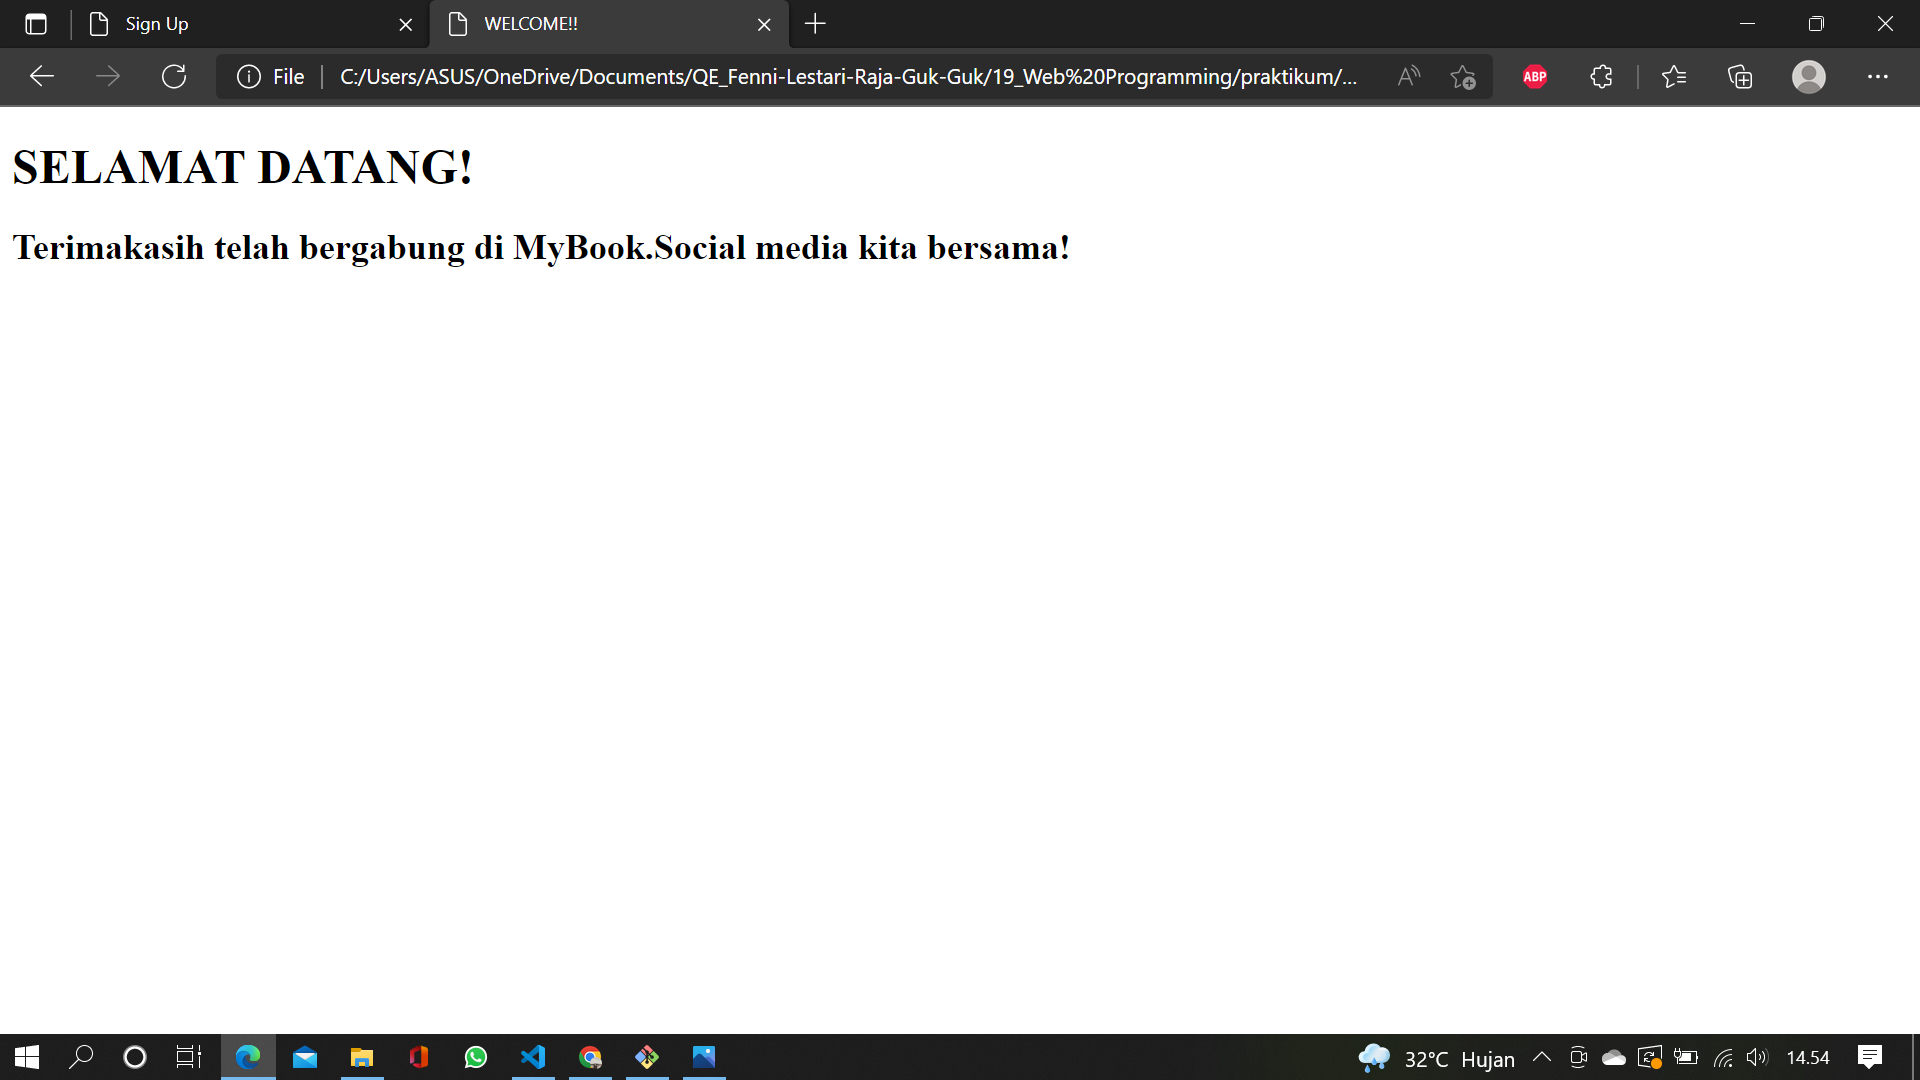 Sign Up
WELCOME!!
File
C:/Users/ASUS/OneDrive/Documents/QE_Fenni-Lestari-Raja-Guk-Guk/19_Web%20Programming/praktikum/...
ABP
SELAMAT DATANG!
Terimakasih telah bergabung di MyBook.Social media kita bersama!
32°C Hujan
14.54